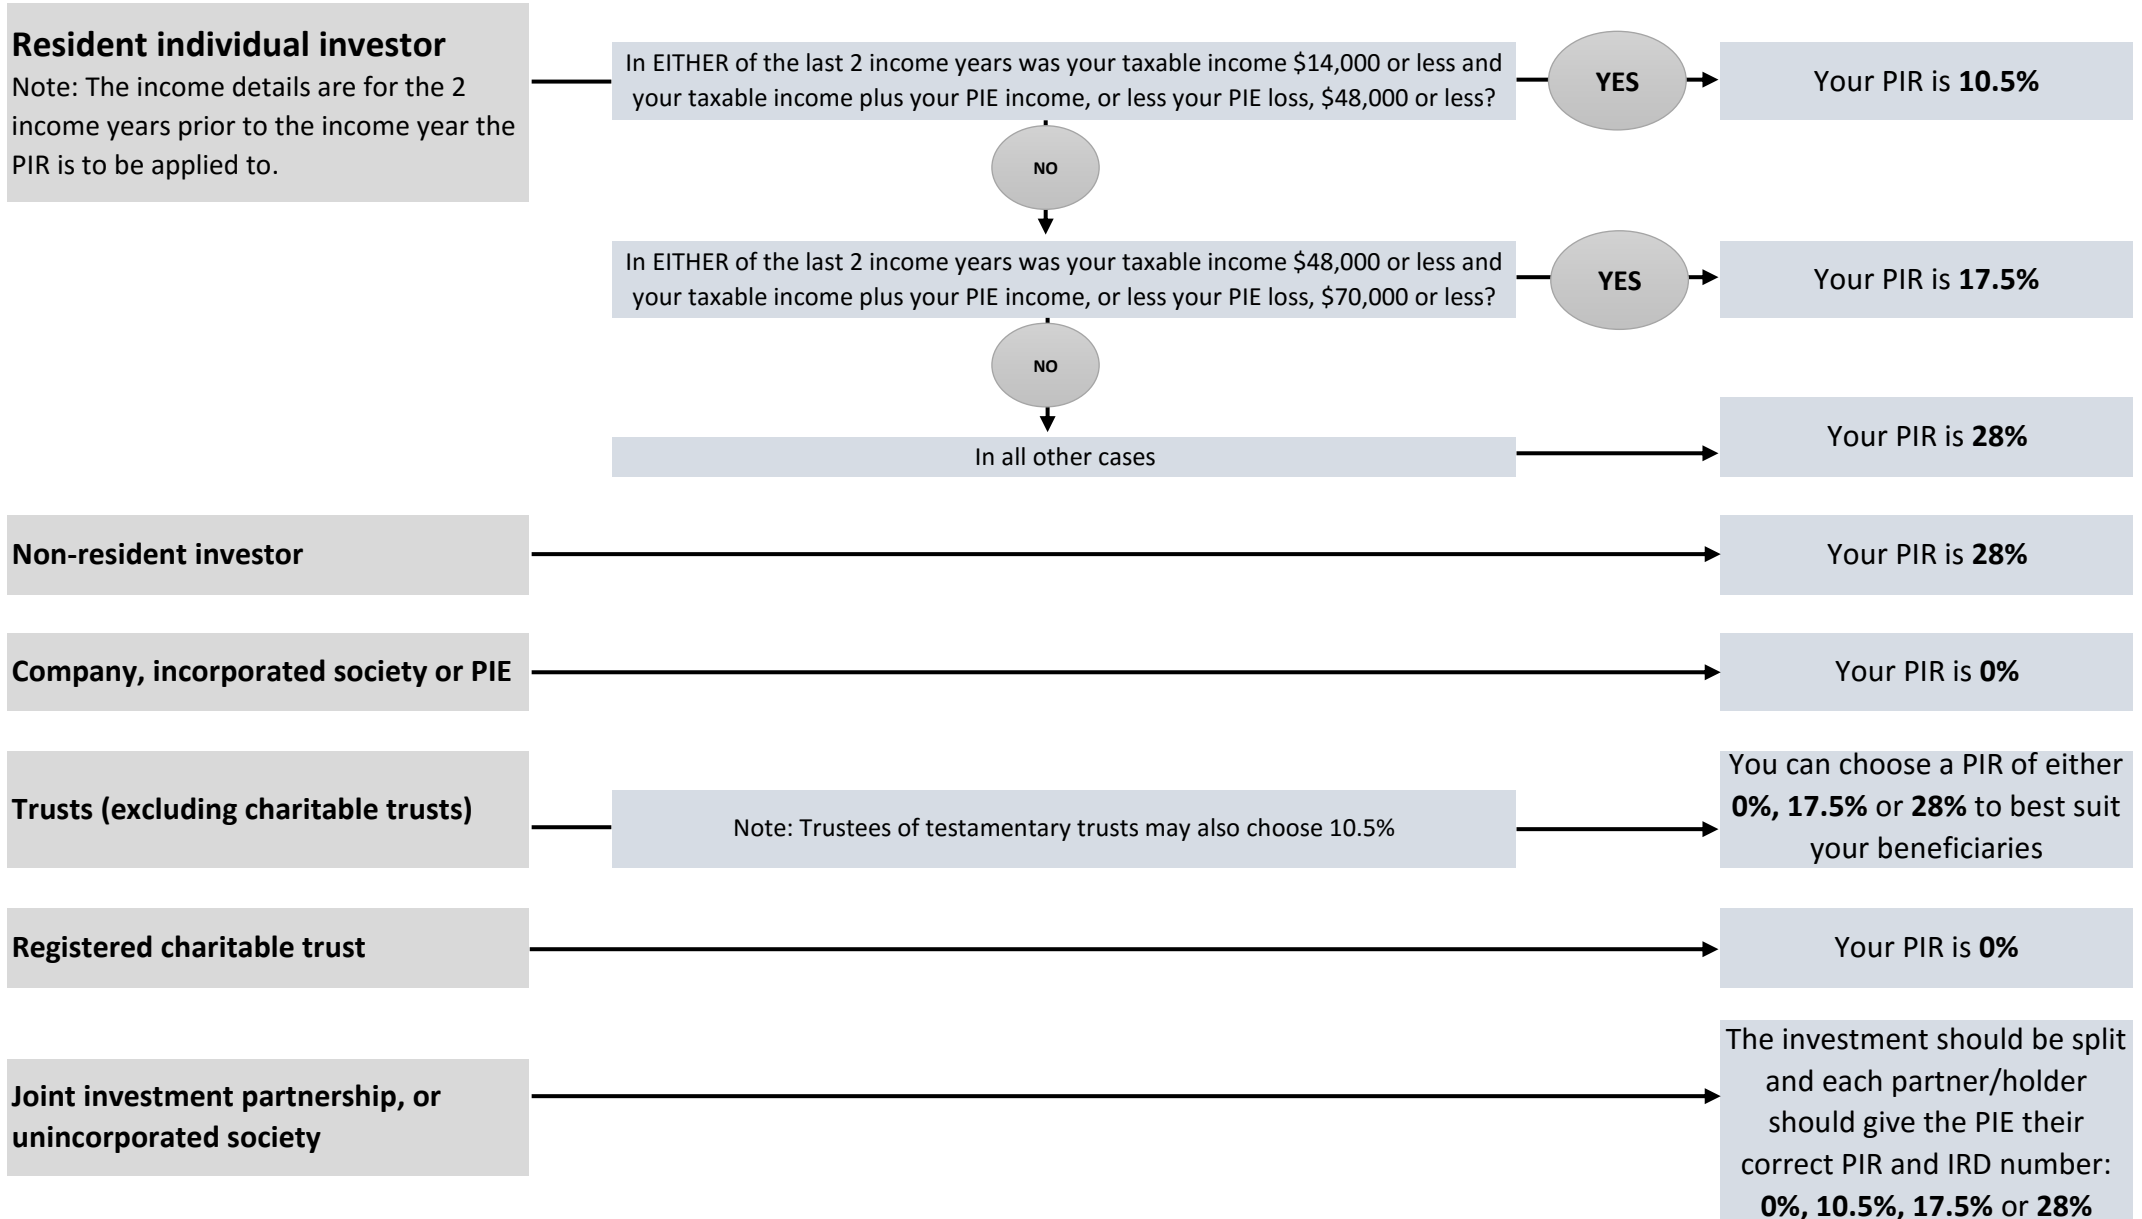 Resident individual investor
Note: The income details are for the 2
income years prior to the income year the
PIR is to be applied to.
In EITHER of the last 2 income years was your taxable income $14,000 or less and
your taxable income plus your PIE income, or less your PIE loss, $48,000 or less?
YES
Your PIR is 10.5%
NO
In EITHER of the last 2 income years was your taxable income $48,000 or less and
your taxable income plus your PIE income, or less your PIE loss, $70,000 or less?
YES
Your PIR is 17.5%
NO
In all other cases
Your PIR is 28%
Non-resident investor
Your PIR is 28%
Company, incorporated society or PIE
Your PIR is 0%
Trusts (excluding charitable trusts)
Note: Trustees of testamentary trusts may also choose 10.5%
You can choose a PIR of either
0%, 17.5% or 28% to best suit
your beneficiaries
Registered charitable trust
Your PIR is 0%
Joint investment partnership, or
unincorporated society
The investment should be split
and each partner/holder
should give the PIE their
correct PIR and IRD number:
0%, 10.5%, 17.5% or 28%